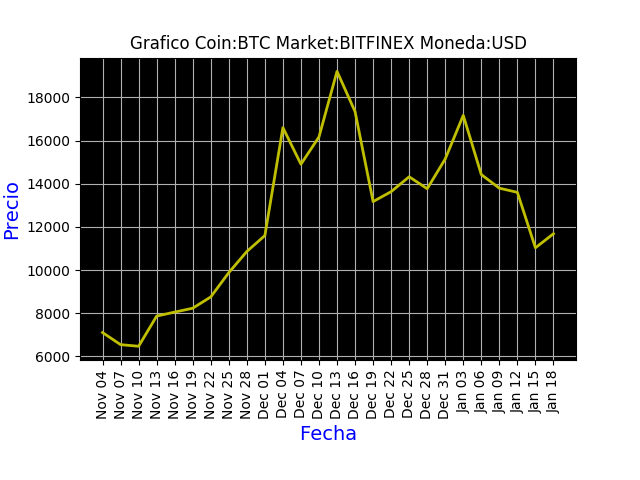 Grafico Coin:BTC Market:BITFINEX Moneda:USD
Precio
18000
16000
14000
12000
10000
8000
6000
Nov 04
Nov 07
Nov 10
Nov 13
Nov 16
Nov 19
Nov 22
Nov 25
Nov 28
Dec 01
Dec 04
Dec 07
Dec 10
Dec 13
Dec 16
Dec 19
Dec 22
Dec 25
Dec 28
Dec 31
Jan 03
Jan 06
Jan 09
Jan 12
Jan 15
Jan 18
Fecha